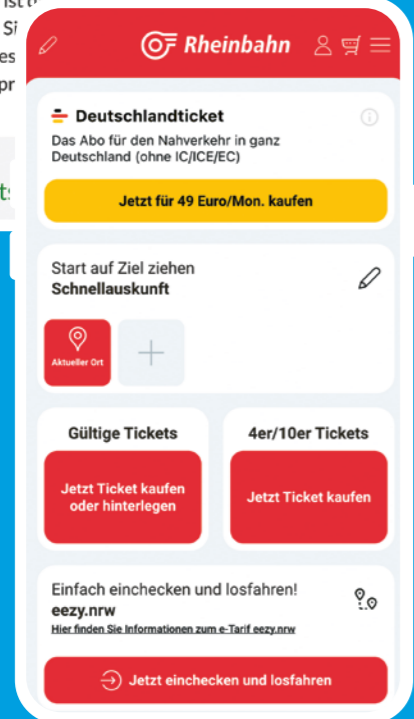 Rheinbahn
Deutschlandticket
Das Abo für den Nahverkehr in ganz
Deutschland (ohne IC/ICE/EC)
Jetzt für 49 Euro/Mon. kaufen
Start auf Ziel ziehen
Schnellauskunft
Aktueller Ort
Gültige Tickets
4er/10er Tickets
Jetzt Ticket kaufen
oder hinterlegen
Jetzt Ticket kaufen
Einfach einchecken und losfahren!
eezy.nrw
Hier finden Sie Informationen zum e-Tarif eezy.nrw
Jetzt einchecken und losfahren